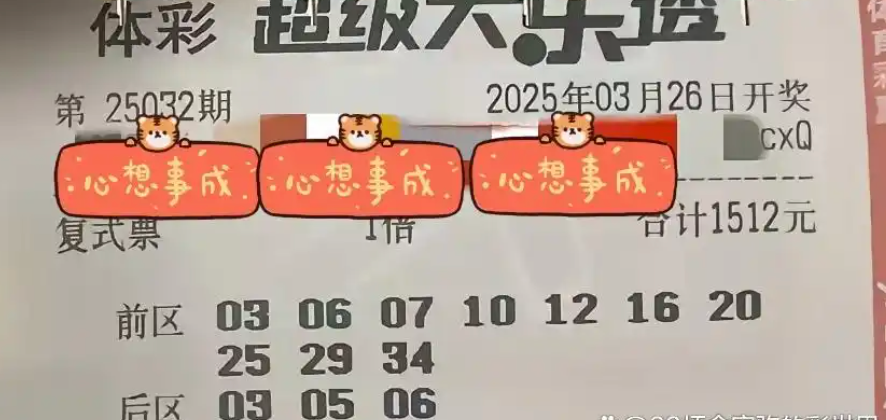 体彩 超级大乐透
第 25032期
2025年03月26日开奖
cxQ
心想事成 心想事成 心想事成
复式票 1倍 合计1512元
前区 03 06 07 10 12 16 20
25 29 34
后区 03 05 06